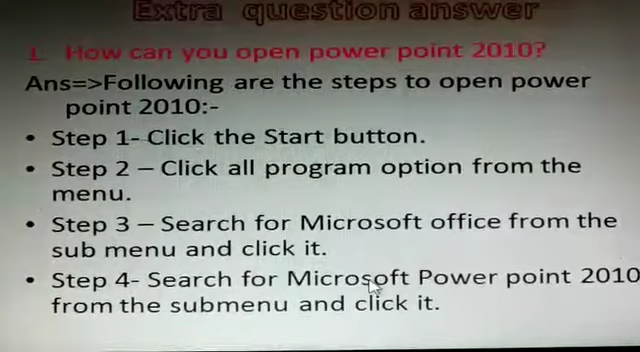 Extra question answer
1. How can you open power point 2010?
Ans=>Following are the steps to open power
point 2010:-
• Step 1- Click the Start button.
• Step 2 – Click all program option from the
menu.
• Step 3 – Search for Microsoft office from the
sub menu and click it.
• Step 4- Search for Microsoft Power point 2010
from the submenu and click it.